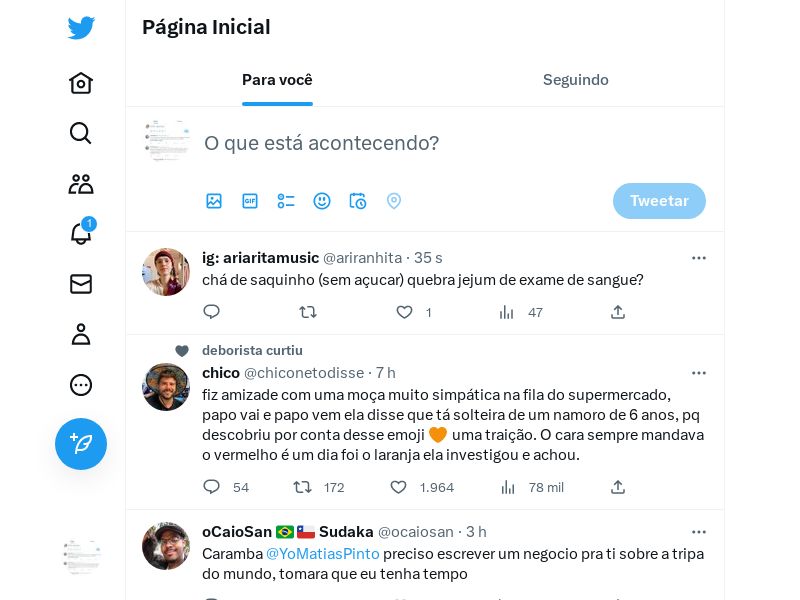 Página Inicial
Para você
Seguindo
O que está acontecendo?
GIF
Tweetar
1
ig: ariaritamusic @ariranhita · 35 s
chá de saquinho (sem açucar) quebra jejum de exame de sangue?
1
47
deborista curtiu
chico @chiconetodisse · 7 h
fiz amizade com uma moça muito simpática na fila do supermercado,
papo vai e papo vem ela disse que tá solteira de um namoro de 6 anos, pq
descobriu por conta desse emoji 🧡 uma traição. O cara sempre mandava
o vermelho é um dia foi o laranja ela investigou e achou.
54
172
1.964
78 mil
oCaioSan 🇧🇷🇨🇱 Sudaka @ocaiosan · 3 h
Caramba @YoMatiasPinto preciso escrever um negocio pra ti sobre a tripa
do mundo, tomara que eu tenha tempo